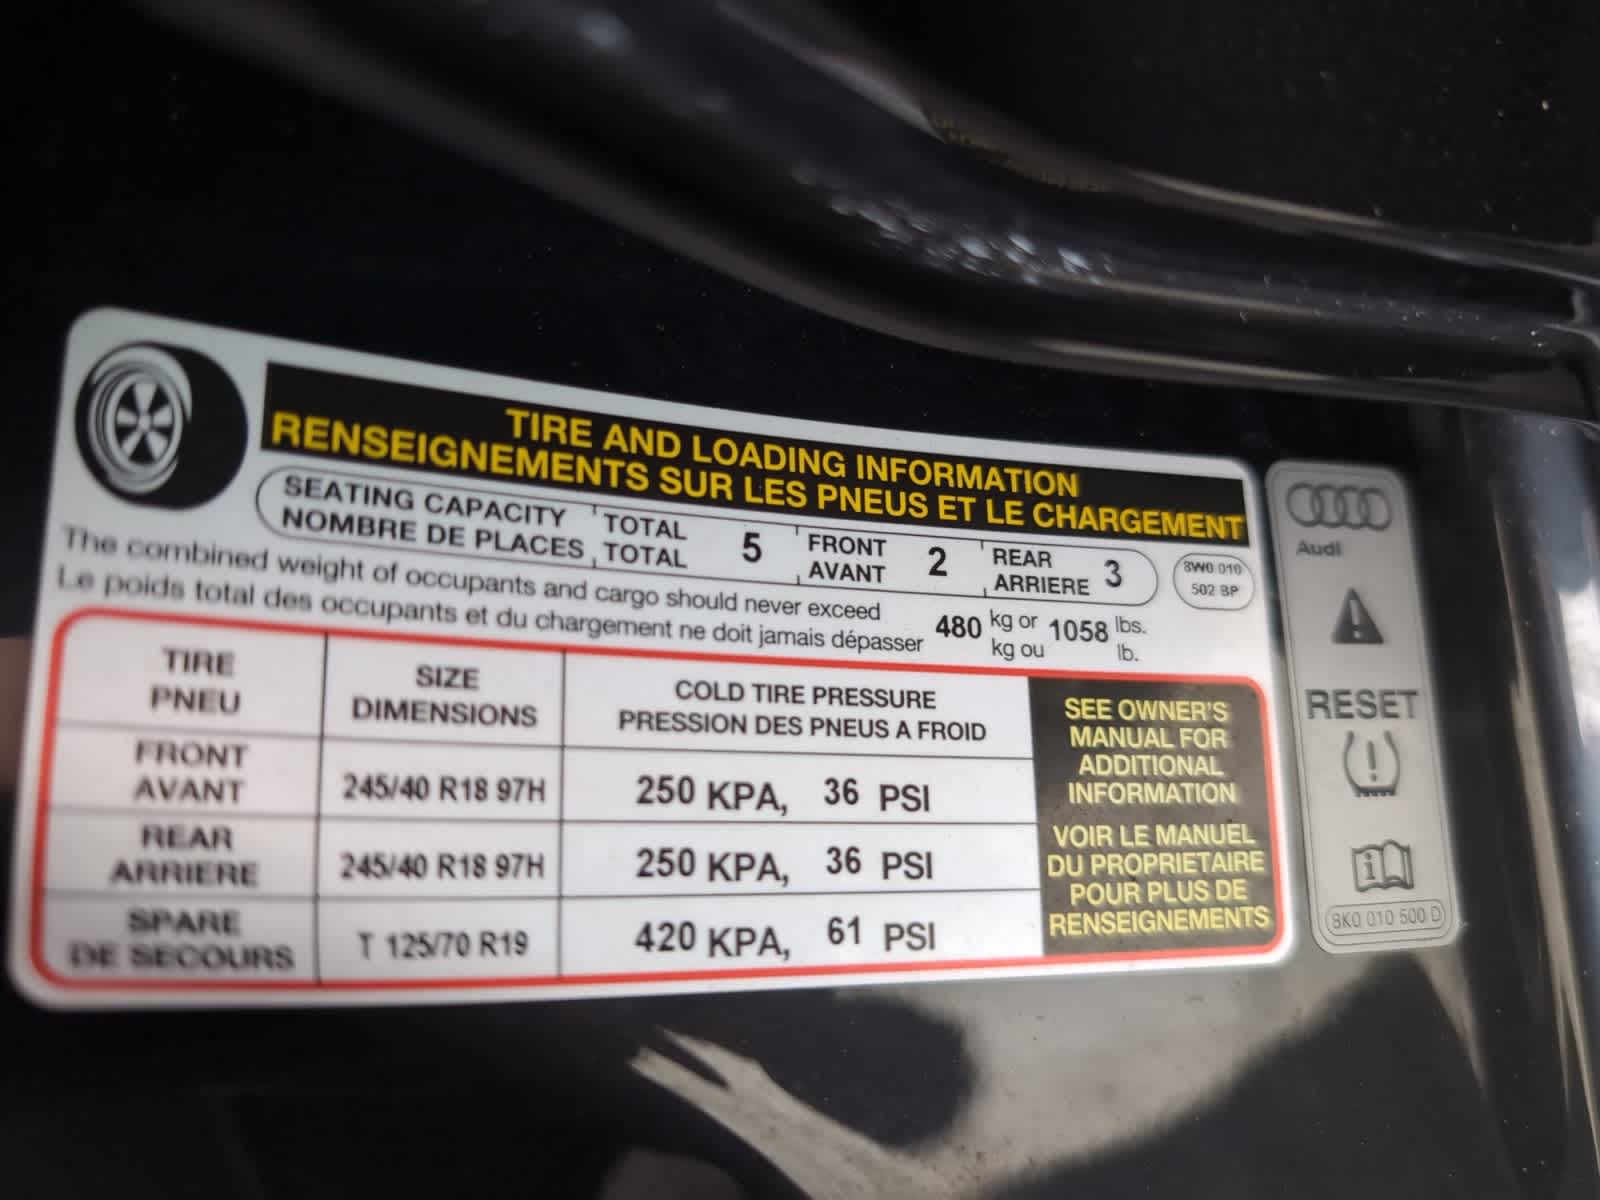 TIRE AND LOADING INFORMATION
RENSEIGNEMENTS SUR LES PNEUS ET LE CHARGEMENT
SEATING CAPACITY TOTAL 5 FRONT 2 REAR 3
NOMBRE DE PLACES TOTAL AVANT ARRIERE
8W0 010
502 BP
The combined weight of occupants and cargo should never exceed 480 kg or 1058 lbs.
Le poids total des occupants et du chargement ne doit jamais dépasser kg ou lb.
TIRE SIZE COLD TIRE PRESSURE
PNEU DIMENSIONS PRESSION DES PNEUS A FROID
FRONT
AVANT 245/40 R18 97H 250 KPA, 36 PSI
REAR
ARRIERE 245/40 R18 97H 250 KPA, 36 PSI
SPARE
DE SECOURS T 125/70 R19 420 KPA, 61 PSI
SEE OWNER'S
MANUAL FOR
ADDITIONAL
INFORMATION
VOIR LE MANUEL
DU PROPRIETAIRE
POUR PLUS DE
RENSEIGNEMENTS
Audi
RESET
8K0 010 500 D